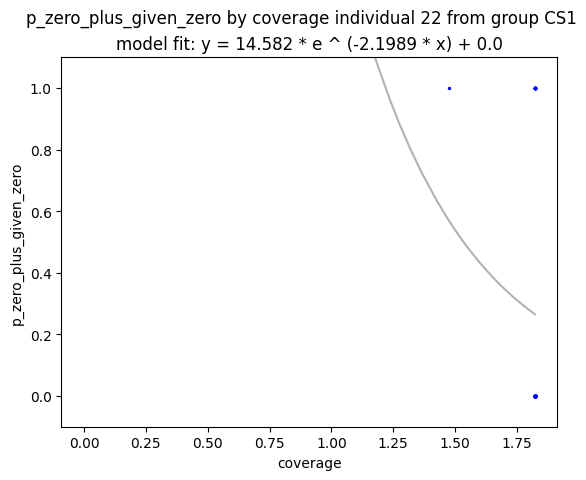 p_zero_plus_given_zero by coverage individual 22 from group CS1
model fit: y = 14.582 * e ^ (-2.1989 * x) + 0.0
1.0
0.8
0.6
0.4
0.2
0.0
p_zero_plus_given_zero
0.00 0.25 0.50 0.75 1.00 1.25 1.50 1.75
coverage